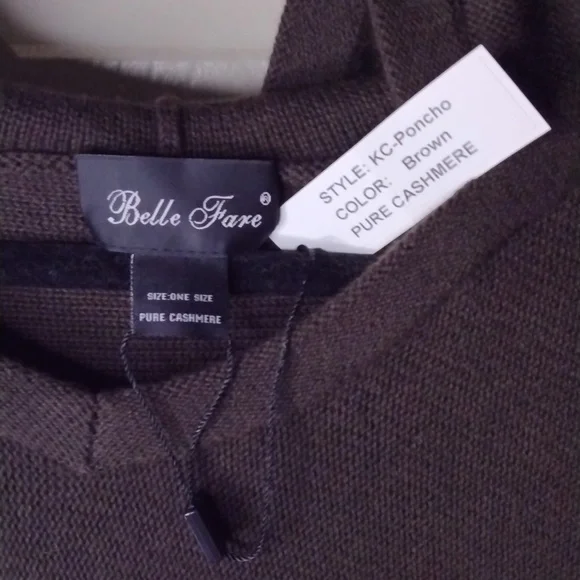 Belle Fare®
SIZE:ONE SIZE
PURE CASHMERE
STYLE: KC-Poncho
COLOR: Brown
PURE CASHMERE